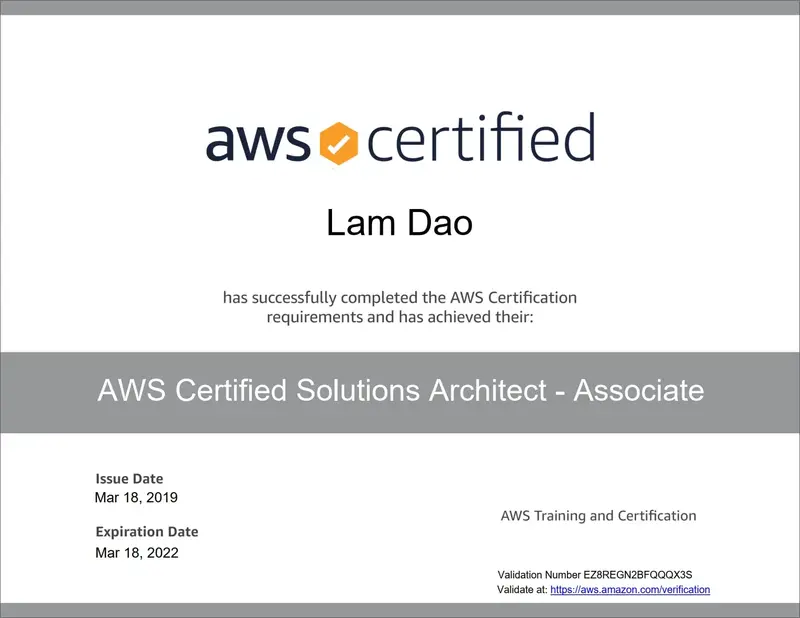 aws certified
Lam Dao
has successfully completed the AWS Certification
requirements and has achieved their:
AWS Certified Solutions Architect - Associate
Issue Date
Mar 18, 2019
Expiration Date
Mar 18, 2022
AWS Training and Certification
Validation Number EZ8REGN2BFQQQX3S
Validate at: https://aws.amazon.com/verification